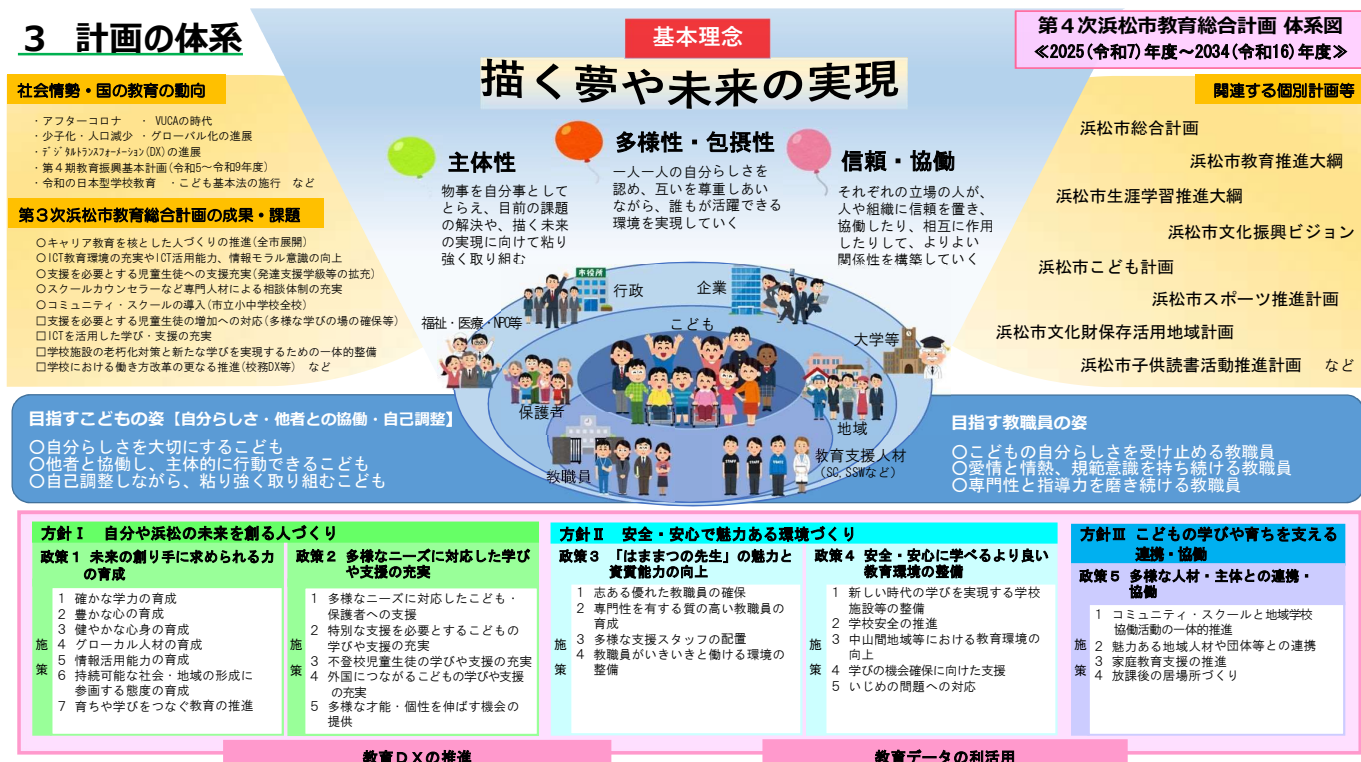 3 計画の体系
第４次浜松市教育総合計画 体系図
≪2025(令和7)年度～2034(令和16)年度≫
基本理念
描く夢や未来の実現
社会情勢・国の教育の動向
・アフターコロナ ・ VUCAの時代
・少子化・人口減少 ・グローバル化の進展
・ﾃﾞｼﾞﾀﾙﾄﾗﾝｽﾌｫｰﾒｰｼｮﾝ(DX)の進展
・第４期教育振興基本計画(令和5～令和9年度)
・令和の日本型学校教育 ・こども基本法の施行 など
第３次浜松市教育総合計画の成果・課題
○キャリア教育を核とした人づくりの推進(全市展開)
○ICT教育環境の充実やICT活用能力、情報モラル意識の向上
○支援を必要とする児童生徒への支援充実(発達支援学級等の拡充)
○スクールカウンセラーなど専門人材による相談体制の充実
○コミュニティ・スクールの導入(市立小中学校全校)
□支援を必要とする児童生徒の増加への対応(多様な学びの場の確保等)
□ICTを活用した学び・支援の充実
□学校施設の老朽化対策と新たな学びを実現するための一体的整備
□学校における働き方改革の更なる推進(校務DX等) など
主体性
物事を自分事として
とらえ、目前の課題
の解決や、描く未来
の実現に向けて粘り
強く取り組む
多様性・包摂性
一人一人の自分らしさを
認め、互いを尊重しあい
ながら、誰もが活躍できる
環境を実現していく
信頼・協働
それぞれの立場の人が、
人や組織に信頼を置き、
協働したり、相互に作用
したりして、よりよい
関係性を構築していく
関連する個別計画等
浜松市総合計画
浜松市教育推進大綱
浜松市生涯学習推進大綱
浜松市文化振興ビジョン
浜松市こども計画
浜松市スポーツ推進計画
浜松市文化財保存活用地域計画
浜松市子供読書活動推進計画 など
市役所
行政
企業
福祉・医療・NPO等
こども
大学等
保護者
地域
教職員
STAFF STAFF STAFF
教育支援人材
(SC,SSWなど)
目指すこどもの姿【自分らしさ・他者との協働・自己調整】
○自分らしさを大切にするこども
○他者と協働し、主体的に行動できるこども
○自己調整しながら、粘り強く取り組むこども
目指す教職員の姿
○こどもの自分らしさを受け止める教職員
○愛情と情熱、規範意識を持ち続ける教職員
○専門性と指導力を磨き続ける教職員
方針Ⅰ 自分や浜松の未来を創る人づくり
政策１ 未来の創り手に求められる力
の育成
施策
1 確かな学力の育成
2 豊かな心の育成
3 健やかな心身の育成
4 グローカル人材の育成
5 情報活用能力の育成
6 持続可能な社会・地域の形成に
参画する態度の育成
7 育ちや学びをつなぐ教育の推進
政策２ 多様なニーズに対応した学び
や支援の充実
施策
1 多様なニーズに対応したこども・
保護者への支援
2 特別な支援を必要とするこどもの
学びや支援の充実
3 不登校児童生徒の学びや支援の充実
4 外国につながるこどもの学びや支援
の充実
5 多様な才能・個性を伸ばす機会の
提供
方針Ⅱ 安全・安心で魅力ある環境づくり
政策３ 「はままつの先生」の魅力と
資質能力の向上
施策
1 志ある優れた教職員の確保
2 専門性を有する質の高い教職員の
育成
3 多様な支援スタッフの配置
4 教職員がいきいきと働ける環境の
整備
政策４ 安全・安心に学べるより良い
教育環境の整備
施策
1 新しい時代の学びを実現する学校
施設等の整備
2 学校安全の推進
3 中山間地域等における教育環境の
向上
4 学びの機会確保に向けた支援
5 いじめの問題への対応
方針Ⅲ こどもの学びや育ちを支える
連携・協働
政策５ 多様な人材・主体との連携・
協働
施策
1 コミュニティ・スクールと地域学校
協働活動の一体的推進
2 魅力ある地域人材や団体等との連携
3 家庭教育支援の推進
4 放課後の居場所づくり
教育ＤＸの推進
教育データの利活用